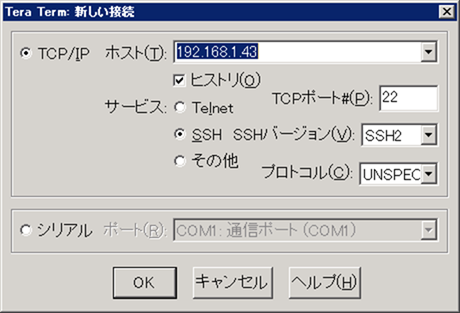 Tera Term: 新しい接続
TCP/IP ホスト(T): 192.168.1.43
ヒストリ(O)
サービス: Telnet TCPポート#(P): 22
SSH SSHバージョン(V): SSH2
その他 プロトコル(C): UNSPEC
シリアル ポート(R): COM1: 通信ポート (COM1)
OK キャンセル ヘルプ(H)